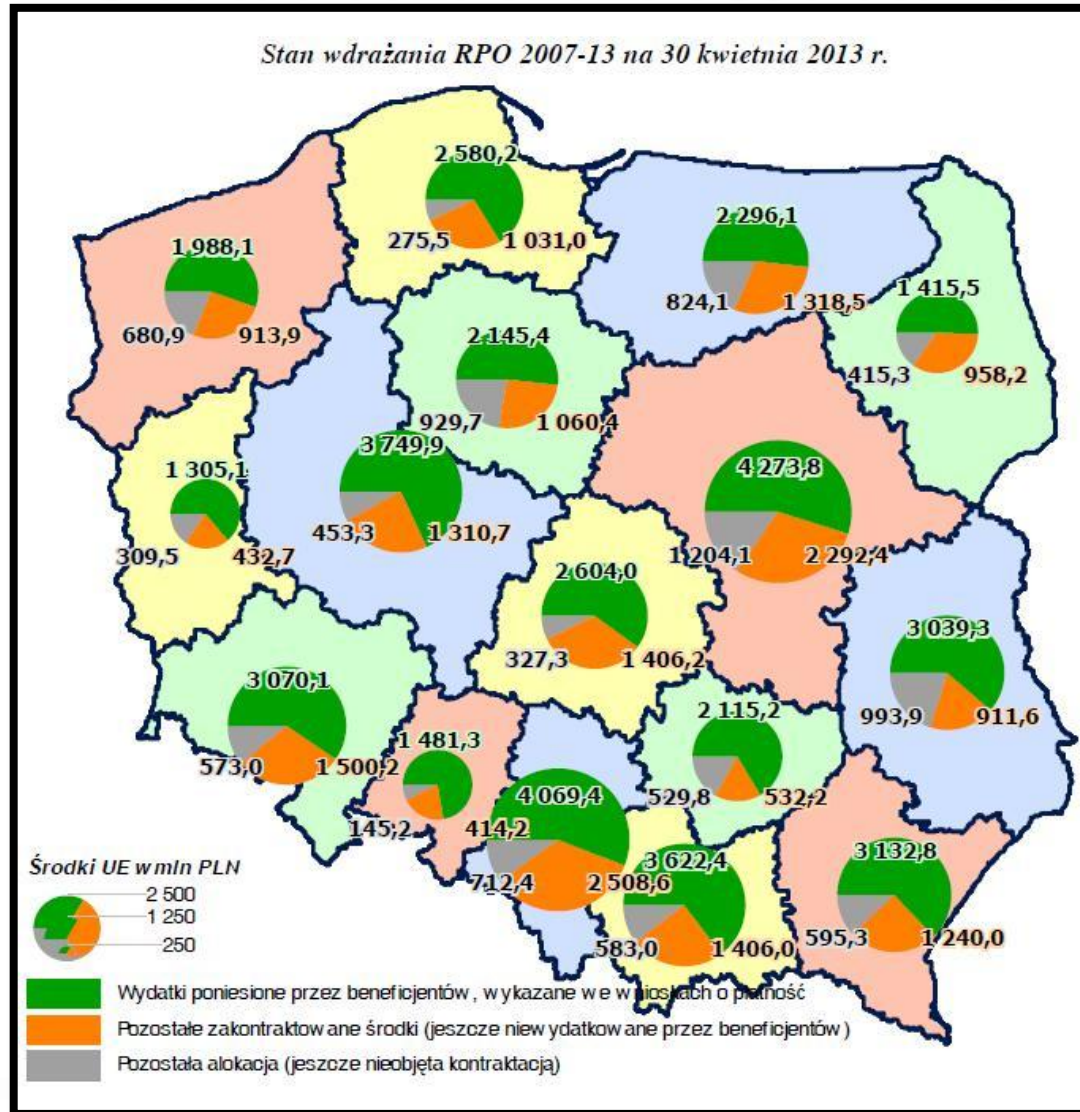 Stan wdrażania RPO 2007-13 na 30 kwietnia 2013 r.
2 580,2
275,5 1 031,0
2 296,1
824,1 1 318,5
1 988,1
680,9 913,9
1 415,5
415,3 958,2
2 145,4
929,7 1 060,4
3 749,9
453,3 1 310,7
1 305,1
309,5 432,7
4 273,8
1 204,1 2 292,4
2 604,0
327,3 1 406,2
3 039,3
993,9 911,6
3 070,1
573,0 1 500,2
1 481,3
145,2 414,2
2 115,2
529,8 532,2
4 069,4
712,4 2 508,6
3 622,4
583,0 1 406,0
3 132,8
595,3 1 240,0
Środki UE w mln PLN
2 500
1 250
250
Wydatki poniesione przez beneficjentów, wykazane we wnioskach o płatność
Pozostałe zakontraktowane środki (jeszcze niewydatkowane przez beneficjentów)
Pozostała alokacja (jeszcze nieobjęta kontraktacją)